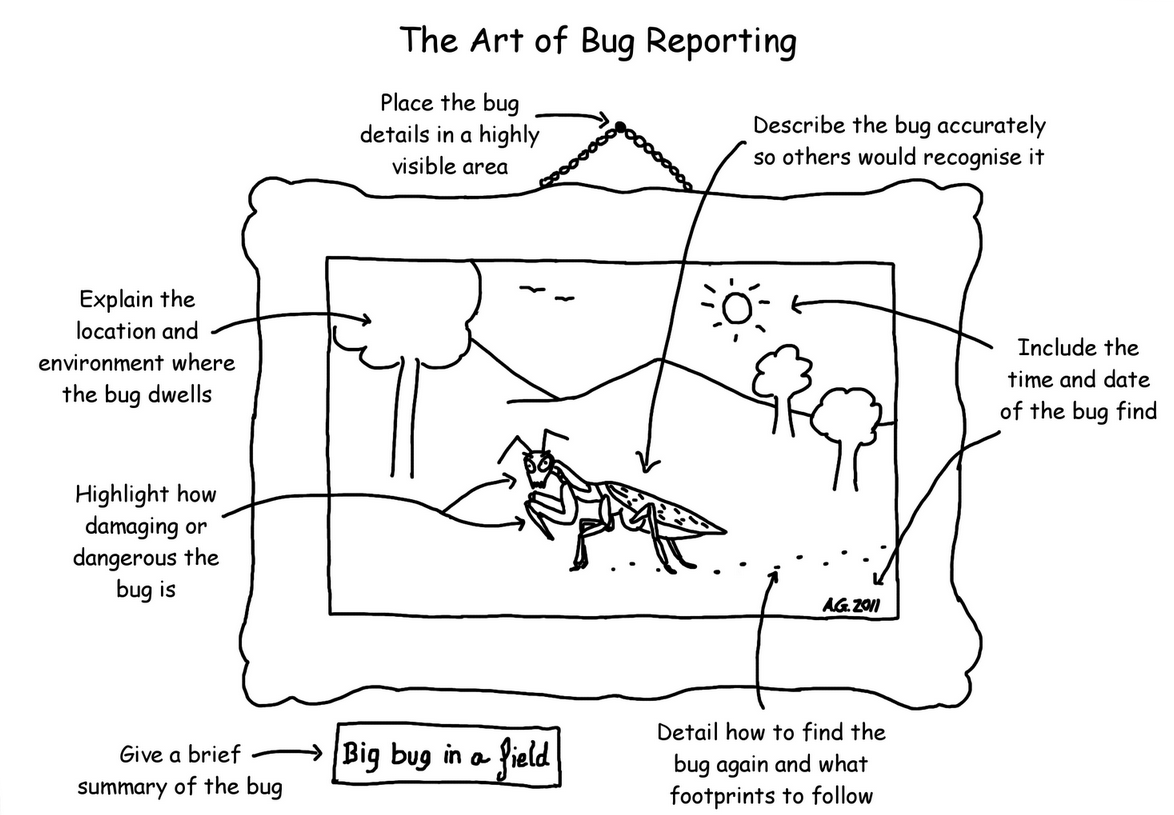 The Art of Bug Reporting
Place the bug
details in a highly
visible area
Describe the bug accurately
so others would recognise it
Explain the
location and
environment where
the bug dwells
Include the
time and date
of the bug find
Highlight how
damaging or
dangerous the
bug is
A.G. 2011
Give a brief
summary of the bug
Big bug in a field
Detail how to find the
bug again and what
footprints to follow